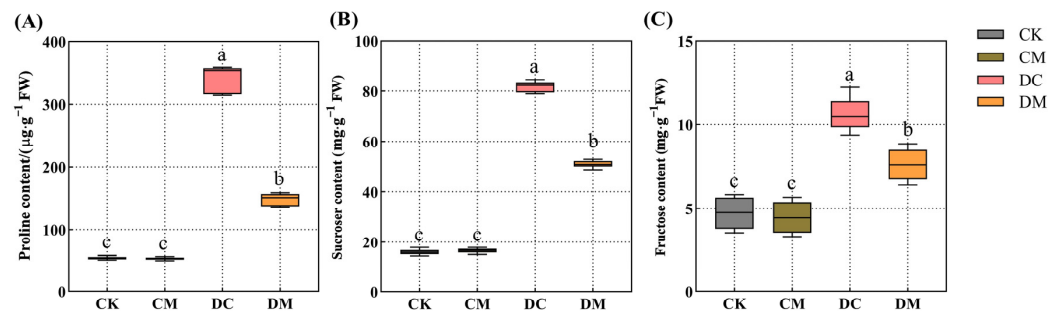 (A)
(B)
(C)
Proline content/(μg·g⁻¹ FW)
400
300
200
100
0
a
b
c
c
CK
CM
DC
DM
Sucroser content (mg·g⁻¹ FW)
100
80
60
40
20
0
a
b
c
c
CK
CM
DC
DM
Fructose content (mg·g⁻¹FW)
15
10
5
0
a
b
c
c
CK
CM
DC
DM
CK
CM
DC
DM